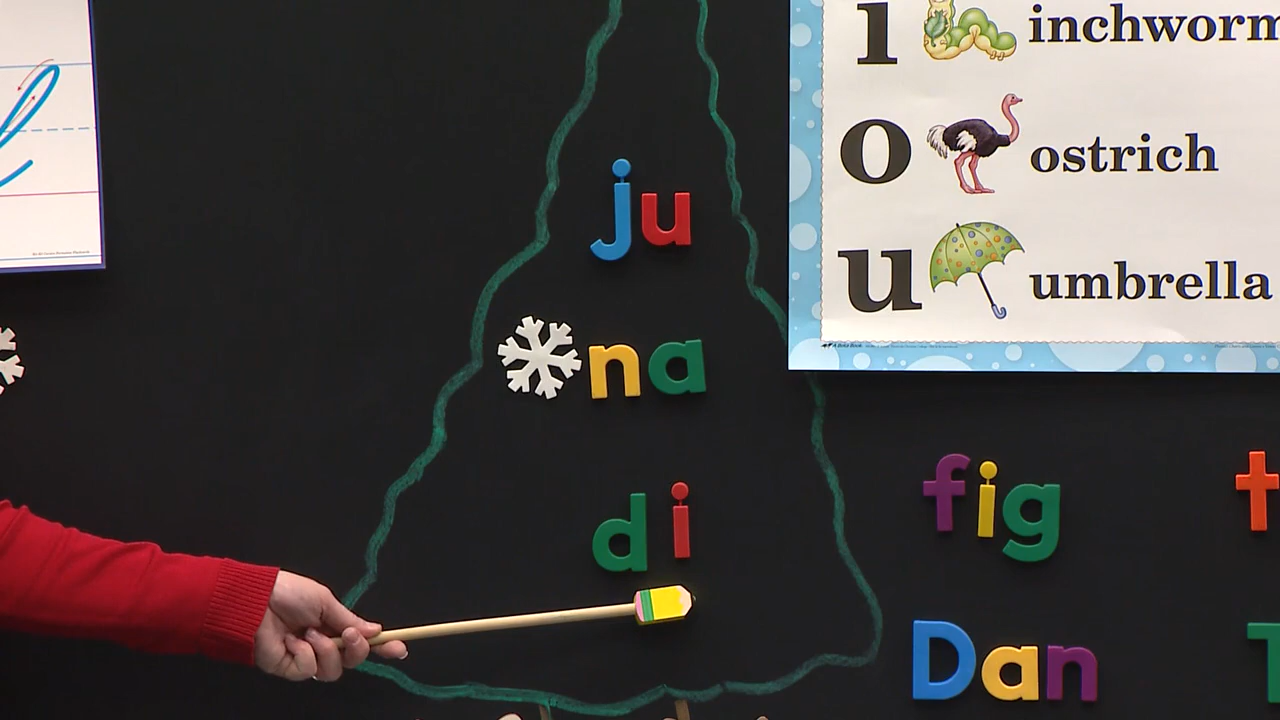 i inchworm
o ostrich
u umbrella
ju
na
di
fig
Dan